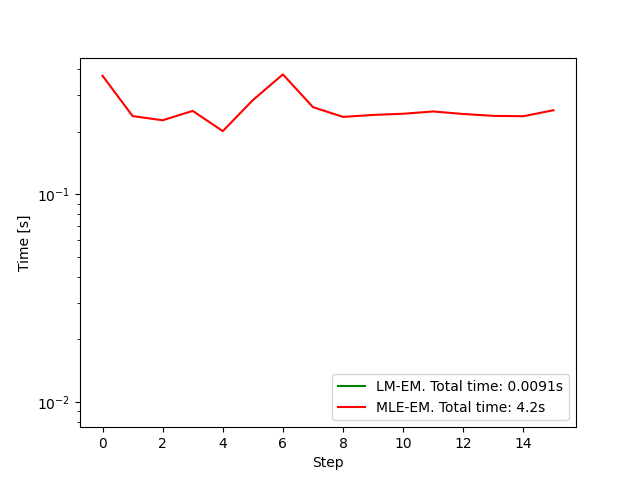 Time [s]
10⁻¹
10⁻²
0 2 4 6 8 10 12 14
Step
LM-EM. Total time: 0.0091s
MLE-EM. Total time: 4.2s